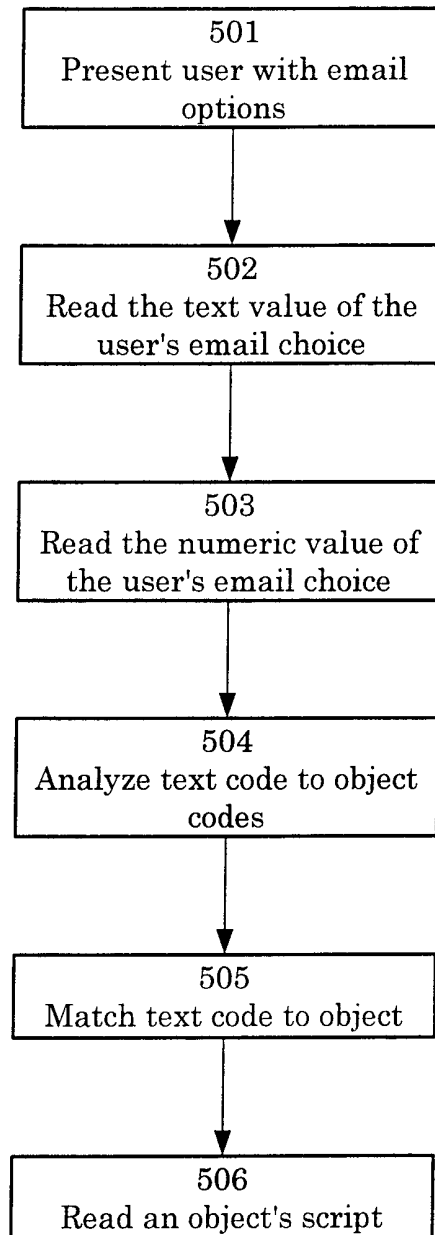 501
Present user with email
options
502
Read the text value of the
user's email choice
503
Read the numeric value of
the user's email choice
504
Analyze text code to object
codes
505
Match text code to object
506
Read an object's script